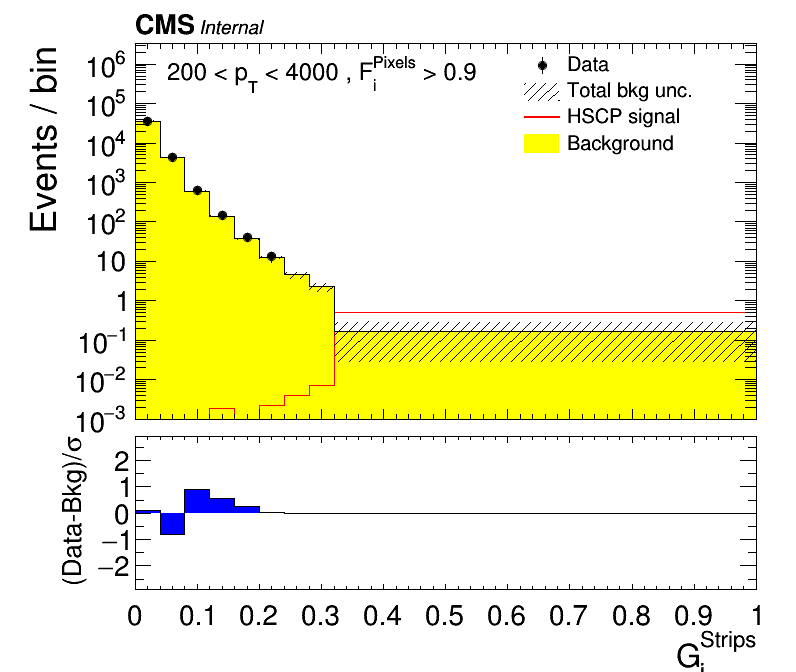 CMS Internal
200 < p_T < 4000 , F_i^Pixels > 0.9
Data
Total bkg unc.
HSCP signal
Background
Events / bin
10^6
10^5
10^4
10^3
10^2
10
1
10^−1
10^−2
10^−3
(Data-Bkg)/σ
2
1
0
−1
−2
0 0.1 0.2 0.3 0.4 0.5 0.6 0.7 0.8 0.9 1
G_i^Strips